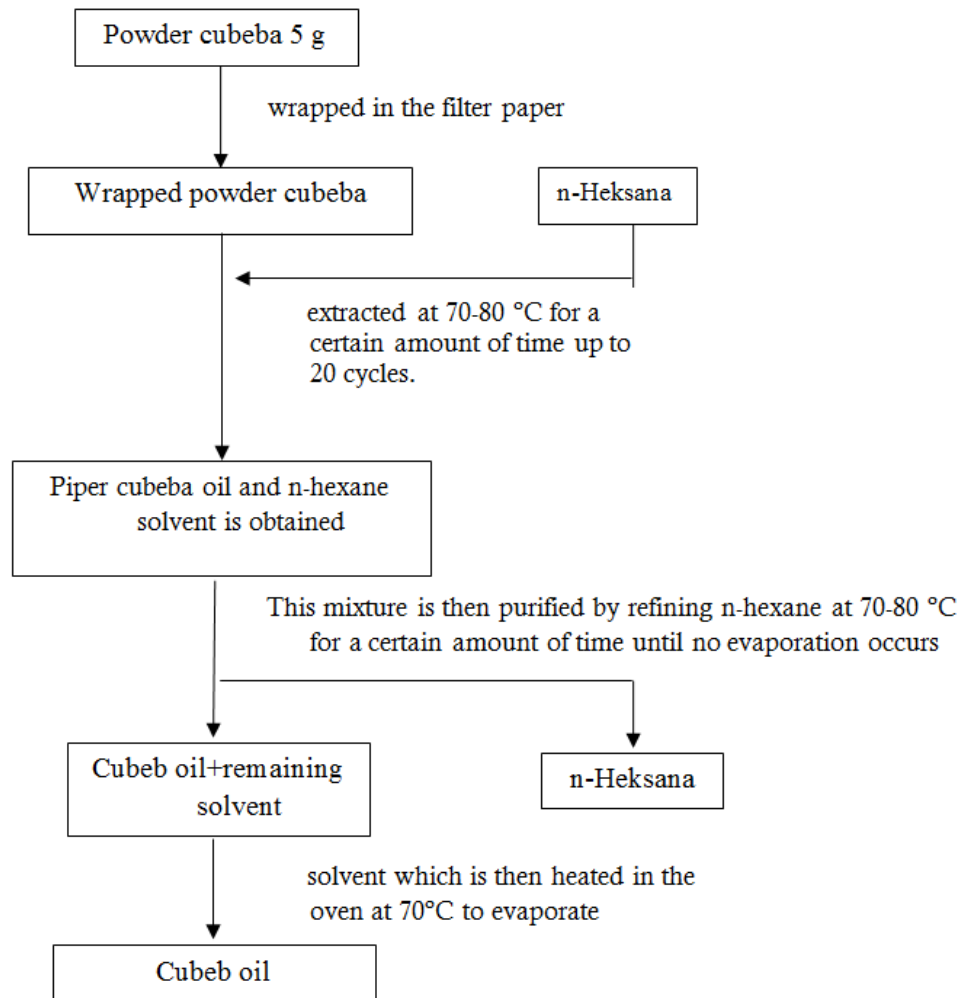 Powder cubeba 5 g
wrapped in the filter paper
Wrapped powder cubeba
n-Heksana
extracted at 70-80 °C for a
certain amount of time up to
20 cycles.
Piper cubeba oil and n-hexane
solvent is obtained
This mixture is then purified by refining n-hexane at 70-80 °C
for a certain amount of time until no evaporation occurs
Cubeb oil+remaining
solvent
n-Heksana
solvent which is then heated in the
oven at 70°C to evaporate
Cubeb oil